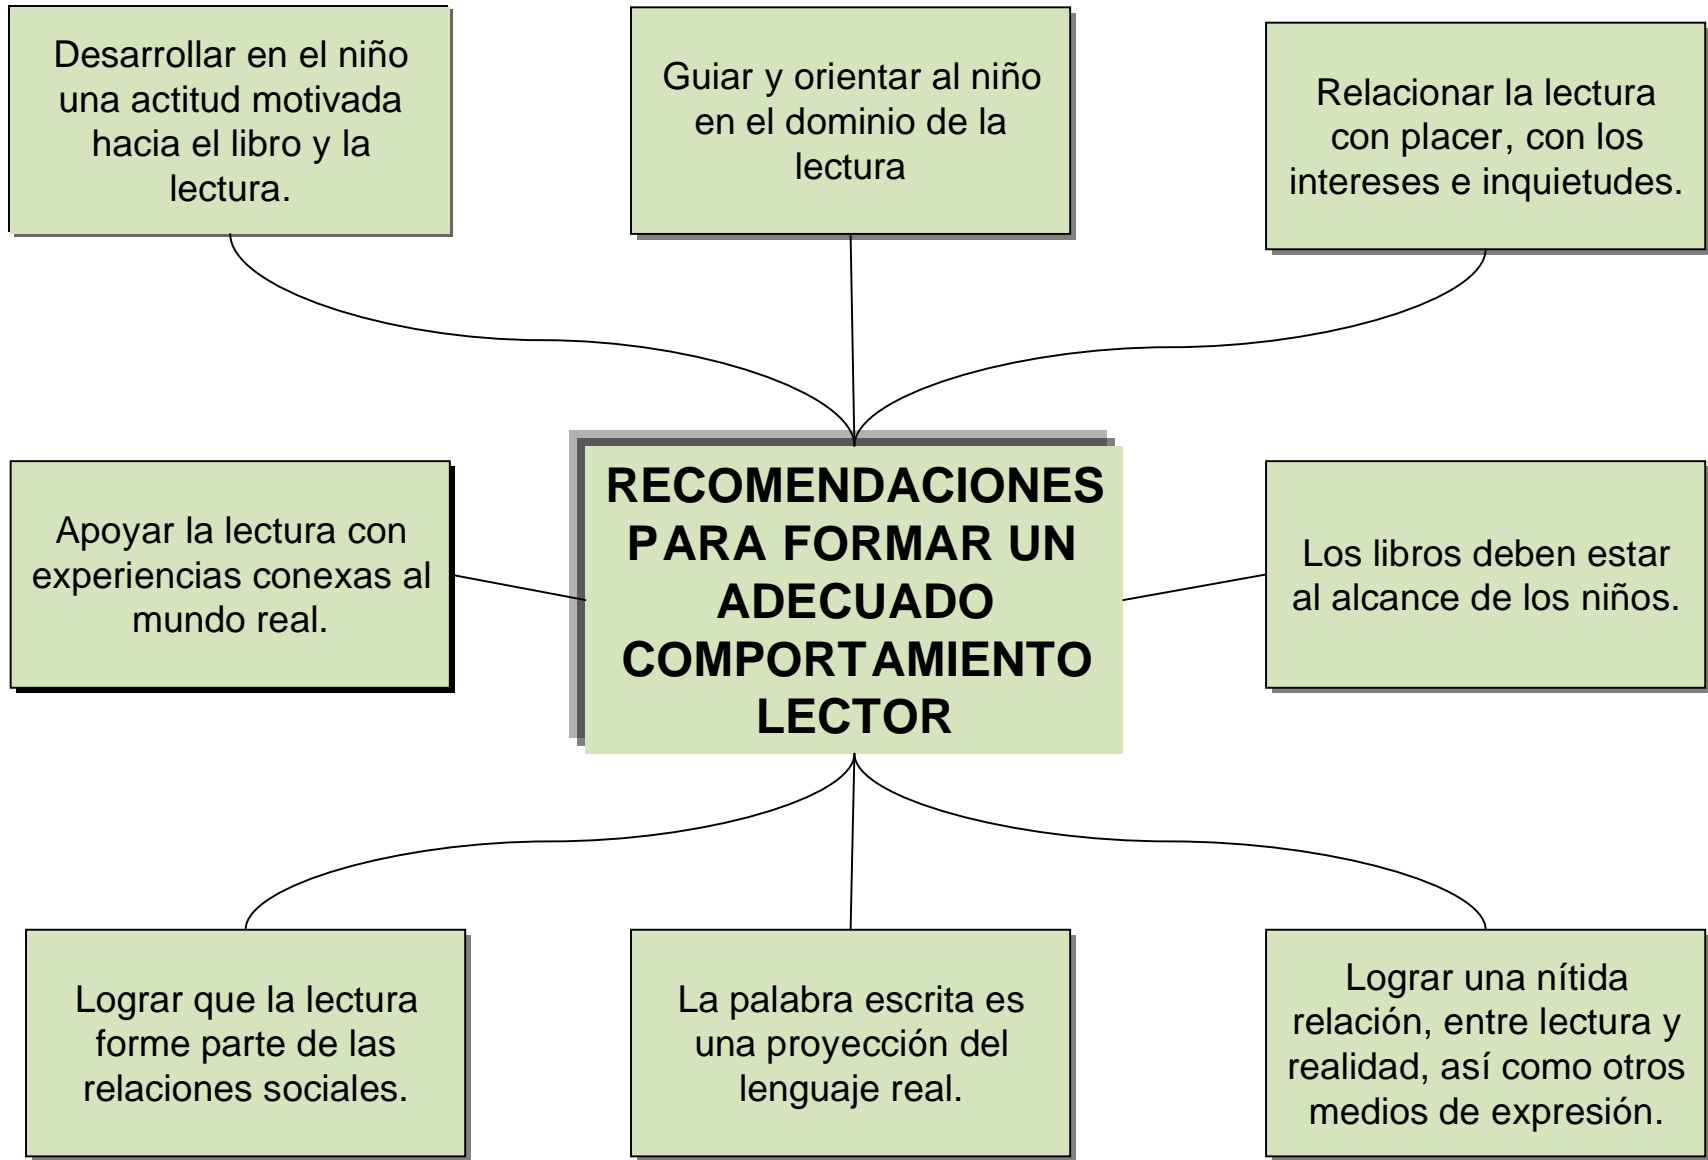 Desarrollar en el niño
una actitud motivada
hacia el libro y la
lectura.
Guiar y orientar al niño
en el dominio de la
lectura
Relacionar la lectura
con placer, con los
intereses e inquietudes.
Apoyar la lectura con
experiencias conexas al
mundo real.
RECOMENDACIONES
PARA FORMAR UN
ADECUADO
COMPORTAMIENTO
LECTOR
Los libros deben estar
al alcance de los niños.
Lograr que la lectura
forme parte de las
relaciones sociales.
La palabra escrita es
una proyección del
lenguaje real.
Lograr una nítida
relación, entre lectura y
realidad, así como otros
medios de expresión.